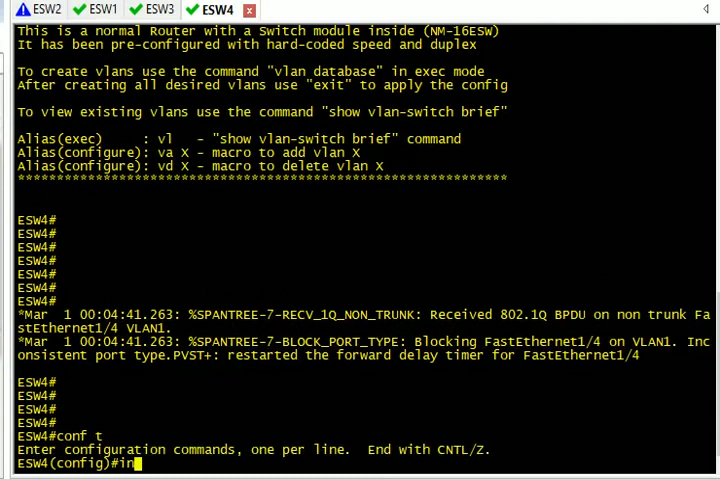 ESW2 ESW1 ESW3 ESW4
This is a normal Router with a Switch module inside (NM-16ESW)
It has been pre-configured with hard-coded speed and duplex
To create vlans use the command "vlan database" in exec mode
After creating all desired vlans use "exit" to apply the config
To view existing vlans use the command "show vlan-switch brief"
Alias(exec)     : vl   - "show vlan-switch brief" command
Alias(configure): va X - macro to add vlan X
Alias(configure): vd X - macro to delete vlan X
***************************************************************
ESW4#
ESW4#
ESW4#
ESW4#
ESW4#
ESW4#
ESW4#
*Mar  1 00:04:41.263: %SPANTREE-7-RECV_1Q_NON_TRUNK: Received 802.1Q BPDU on non trunk Fa
stEthernet1/4 VLAN1.
*Mar  1 00:04:41.263: %SPANTREE-7-BLOCK_PORT_TYPE: Blocking FastEthernet1/4 on VLAN1. Inc
onsistent port type.PVST+: restarted the forward delay timer for FastEthernet1/4
ESW4#
ESW4#
ESW4#
ESW4#
ESW4#conf t
Enter configuration commands, one per line.  End with CNTL/Z.
ESW4(config)#in